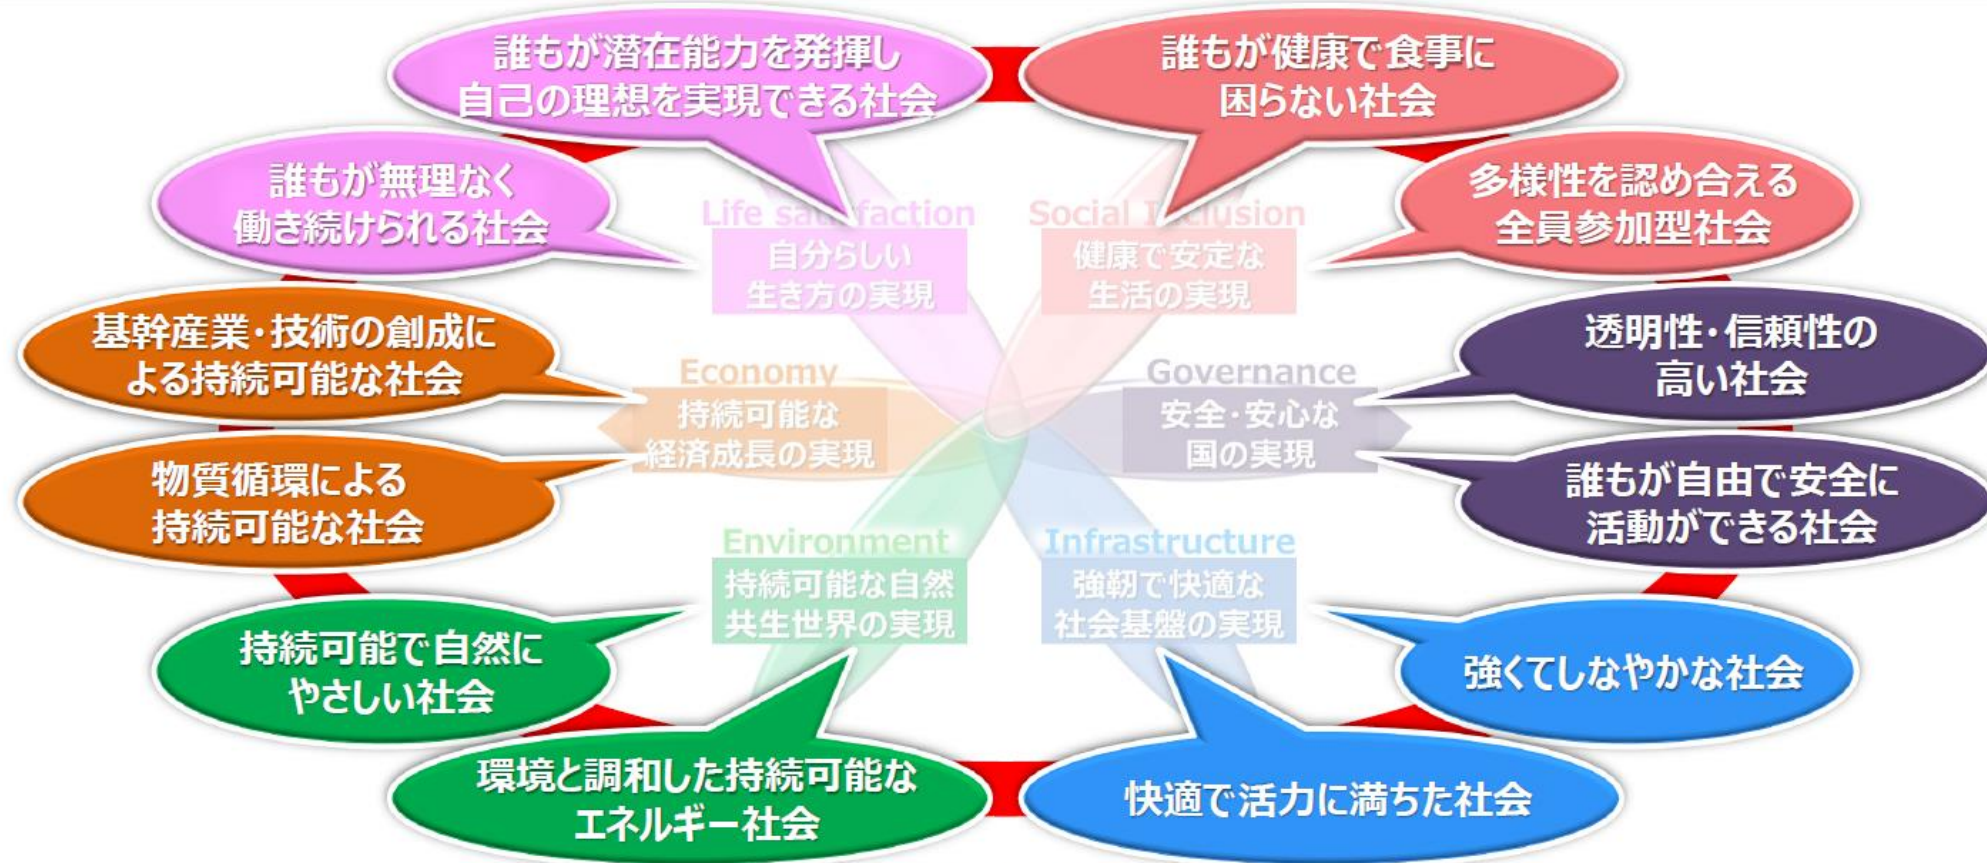 誰もが潜在能力を発揮し
自己の理想を実現できる社会
誰もが健康で食事に
困らない社会
誰もが無理なく
働き続けられる社会
多様性を認め合える
全員参加型社会
Life satisfaction
自分らしい
生き方の実現
Social Inclusion
健康で安定な
生活の実現
基幹産業・技術の創成に
よる持続可能な社会
透明性・信頼性の
高い社会
Economy
持続可能な
経済成長の実現
Governance
安全・安心な
国の実現
物質循環による
持続可能な社会
誰もが自由で安全に
活動ができる社会
Environment
持続可能な自然
共生世界の実現
Infrastructure
強靭で快適な
社会基盤の実現
持続可能で自然に
やさしい社会
強くてしなやかな社会
環境と調和した持続可能な
エネルギー社会
快適で活力に満ちた社会